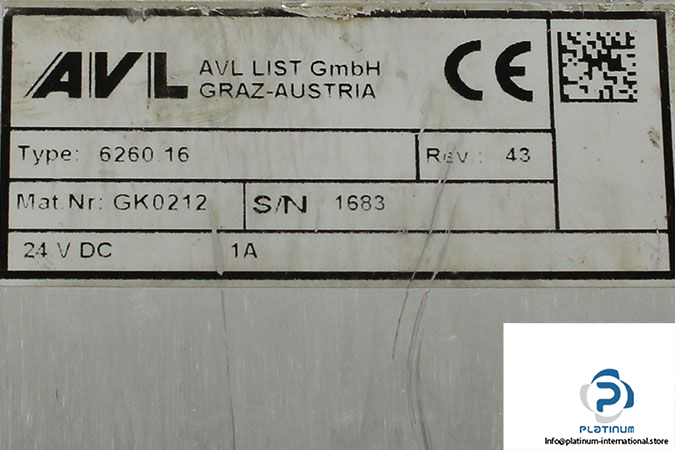 AVL AVL LIST GmbH
GRAZ-AUSTRIA
CE
Type: 6260.16 Rev.: 43
Mat.Nr: GK0212 S/N 1683
24 V DC 1A
PLATINUM
Info@platinum-international.store